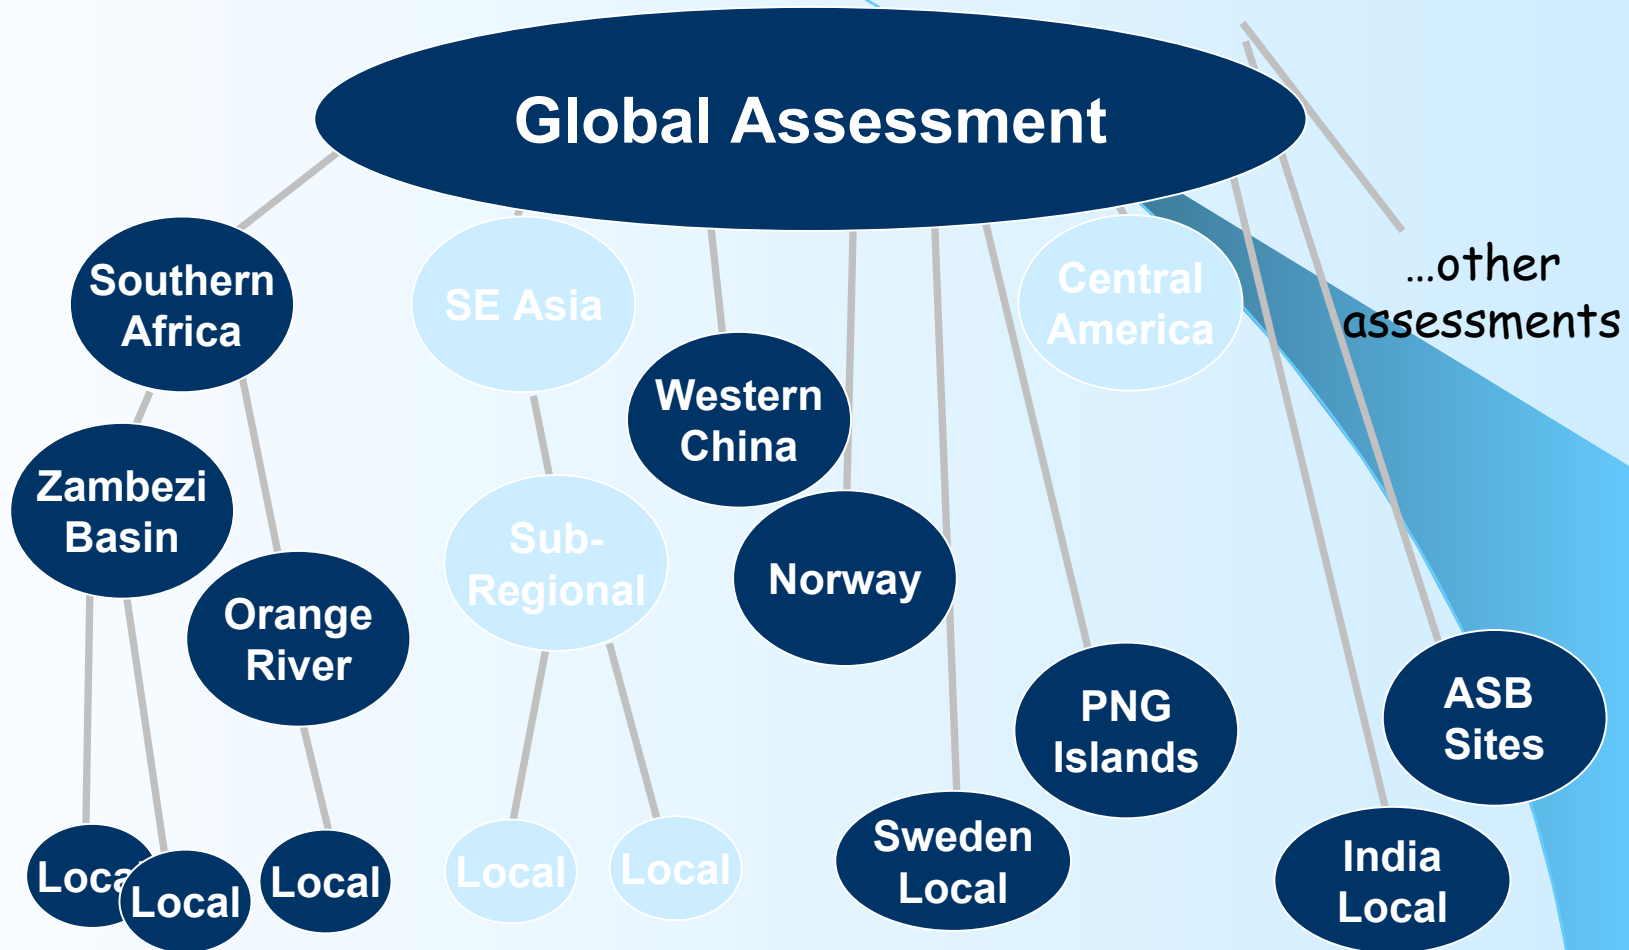 Global Assessment
Southern
Africa
SE Asia
Central
America
...other
assessments
Western
China
Zambezi
Basin
Sub-
Regional
Norway
Orange
River
PNG
Islands
ASB
Sites
Sweden
Local
India
Local
Local
Local
Local
Local
Local